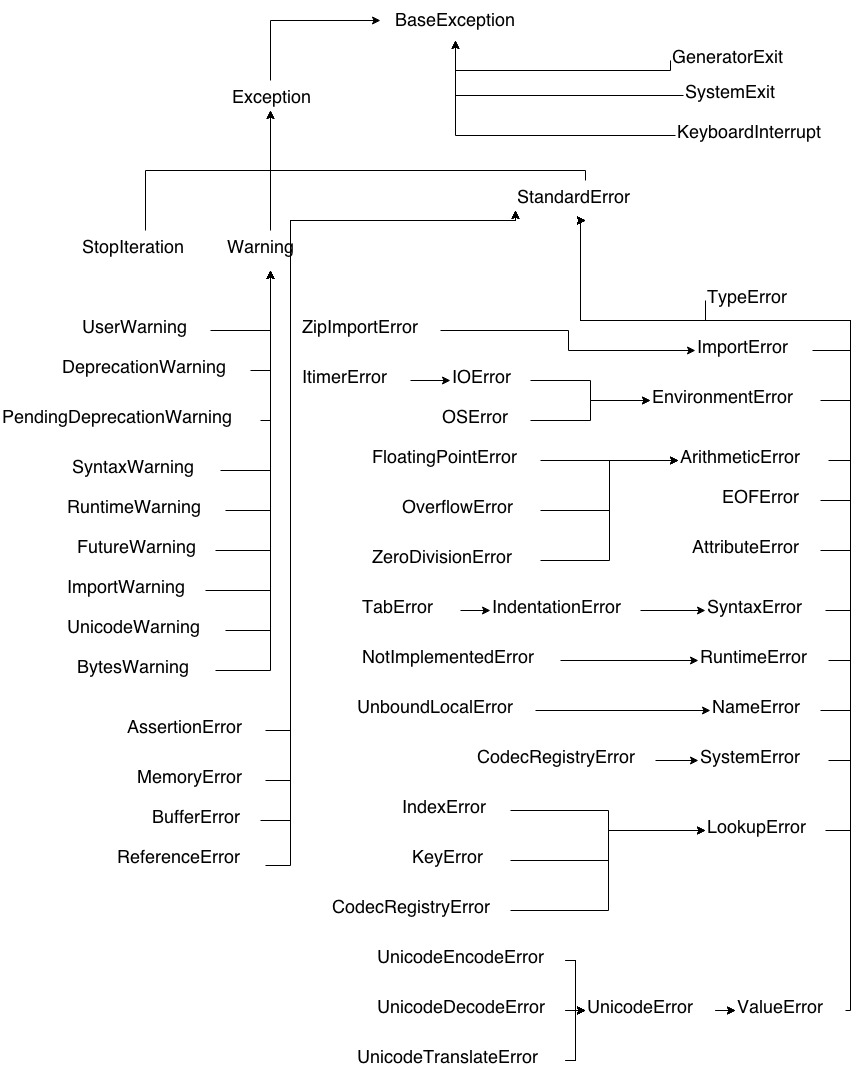 BaseException
GeneratorExit
SystemExit
Exception
KeyboardInterrupt
StandardError
StopIteration
Warning
TypeError
UserWarning
ZipImportError
ImportError
DeprecationWarning
ItimerError
IOError
EnvironmentError
PendingDeprecationWarning
OSError
FloatingPointError
ArithmeticError
SyntaxWarning
EOFError
RuntimeWarning
OverflowError
FutureWarning
ZeroDivisionError
AttributeError
ImportWarning
TabError
IndentationError
SyntaxError
UnicodeWarning
BytesWarning
NotImplementedError
RuntimeError
UnboundLocalError
NameError
AssertionError
CodecRegistryError
SystemError
MemoryError
IndexError
BufferError
LookupError
ReferenceError
KeyError
CodecRegistryError
UnicodeEncodeError
UnicodeDecodeError
UnicodeError
ValueError
UnicodeTranslateError